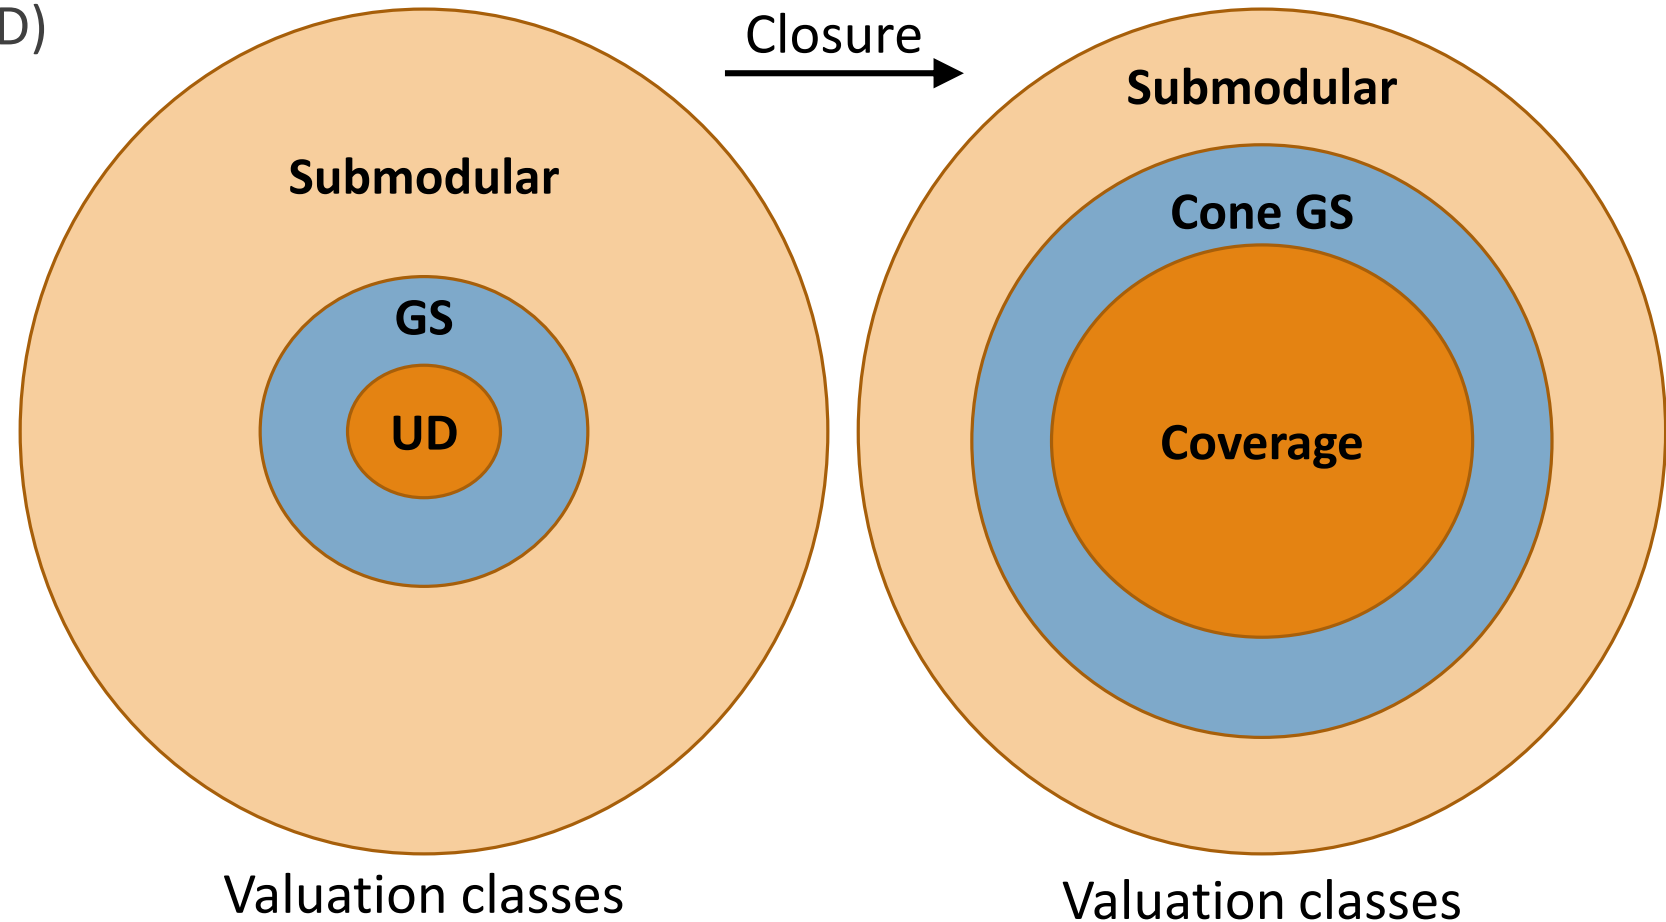 D)
Closure
Submodular
GS
UD
Valuation classes
Submodular
Cone GS
Coverage
Valuation classes